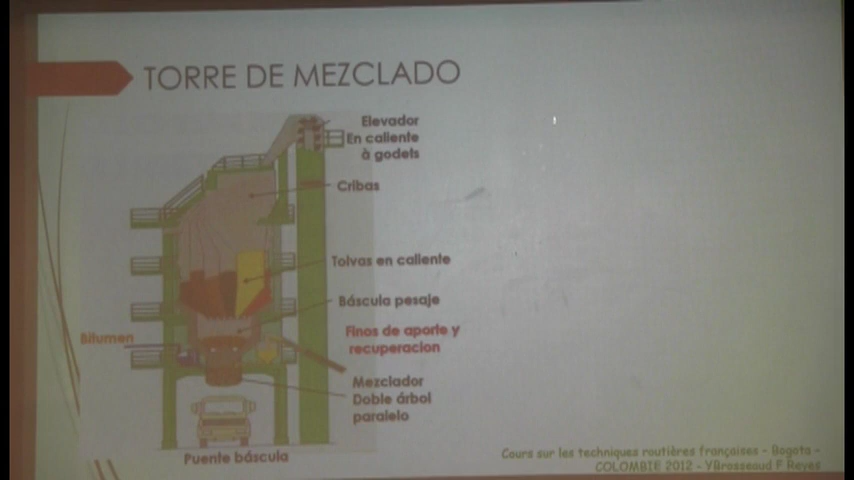 TORRE DE MEZCLADO
Elevador
En caliente
à godets
Cribas
Tolvas en caliente
Báscula pesaje
Bitumen
Finos de aporte y
recuperacion
Mezclador
Doble árbol
paralelo
Puente báscula
Cours sur les techniques routières françaises - Bogota -
COLOMBIE 2012 - YBrosseaud F Reyes